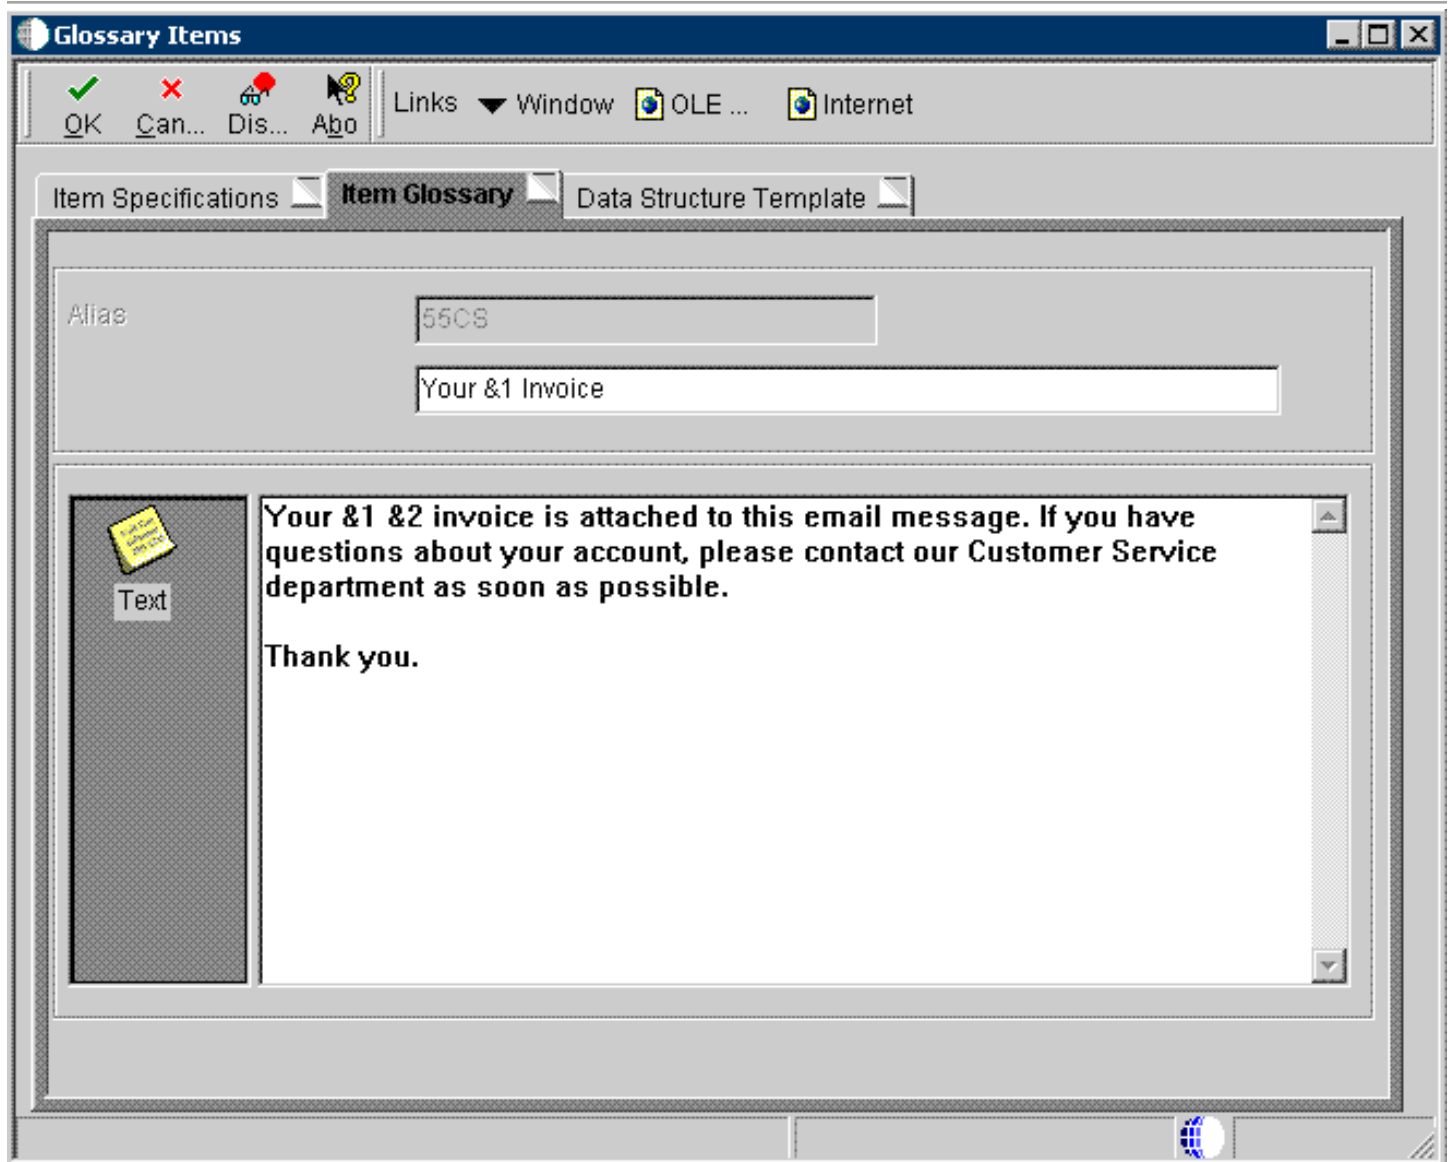 Glossary Items
OK Can... Dis... Abo Links Window OLE ... Internet
Item Specifications Item Glossary Data Structure Template
Alias 55CS
Your &1 Invoice
Text
Your &1 &2 invoice is attached to this email message. If you have
questions about your account, please contact our Customer Service
department as soon as possible.
Thank you.